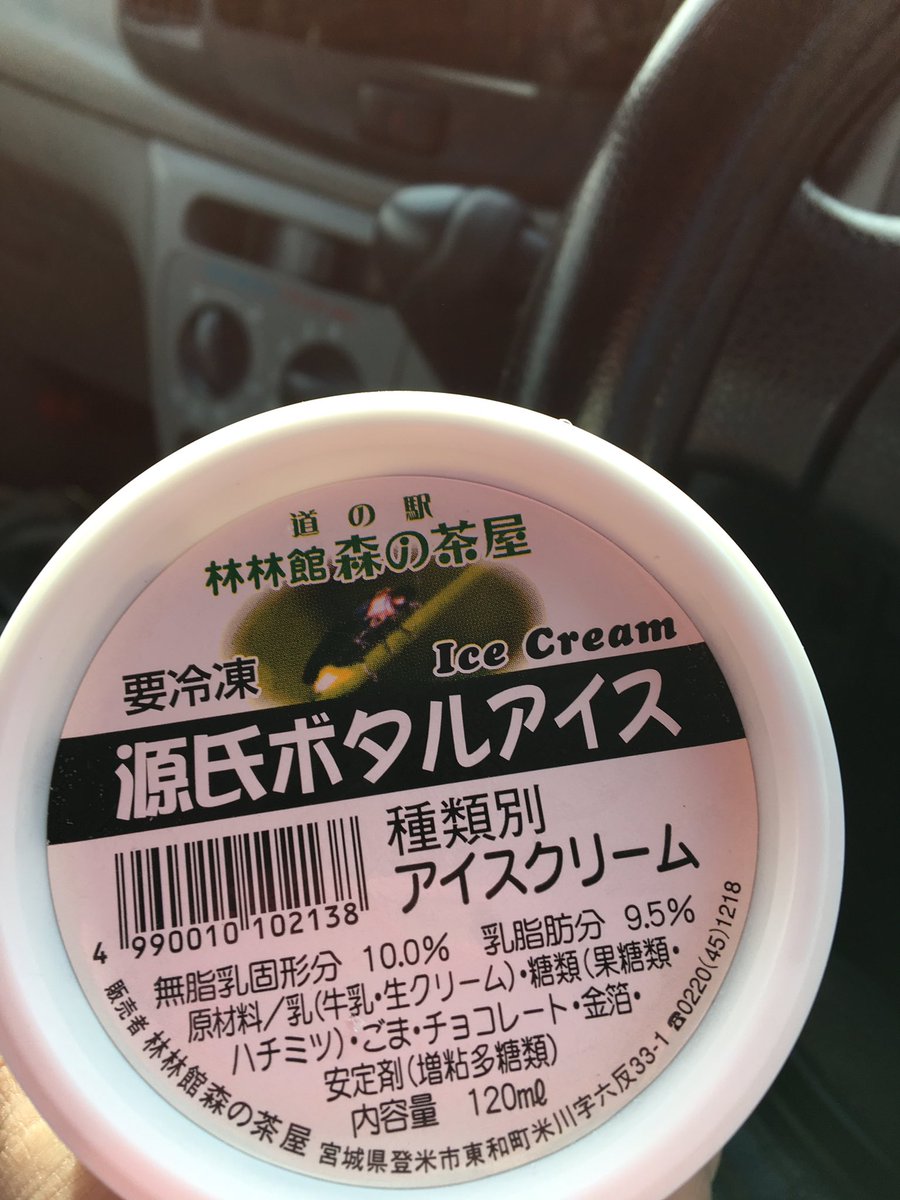 道の駅
林林館 森の茶屋
Ice Cream
要冷凍
源氏ボタルアイス
種類別
アイスクリーム
4 990010 102138
無脂乳固形分 10.0% 乳脂肪分 9.5%
原材料/乳(牛乳・生クリーム)・糖類(果糖類・
ハチミツ)・ごま・チョコレート・金箔・
安定剤(増粘多糖類)
内容量 120mℓ
販売者 林林館森の茶屋 宮城県登米市東和町米川字六反33-1 ☎0220(45)1218